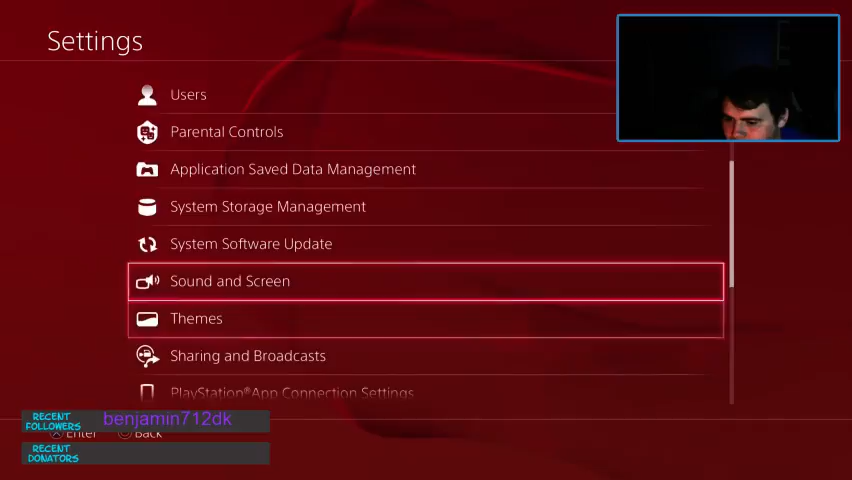 Settings
Users
Parental Controls
Application Saved Data Management
System Storage Management
System Software Update
Sound and Screen
Themes
Sharing and Broadcasts
PlayStation®App Connection Settings
RECENT
FOLLOWERS
benjamin712dk
Enter
Back
RECENT
DONATORS